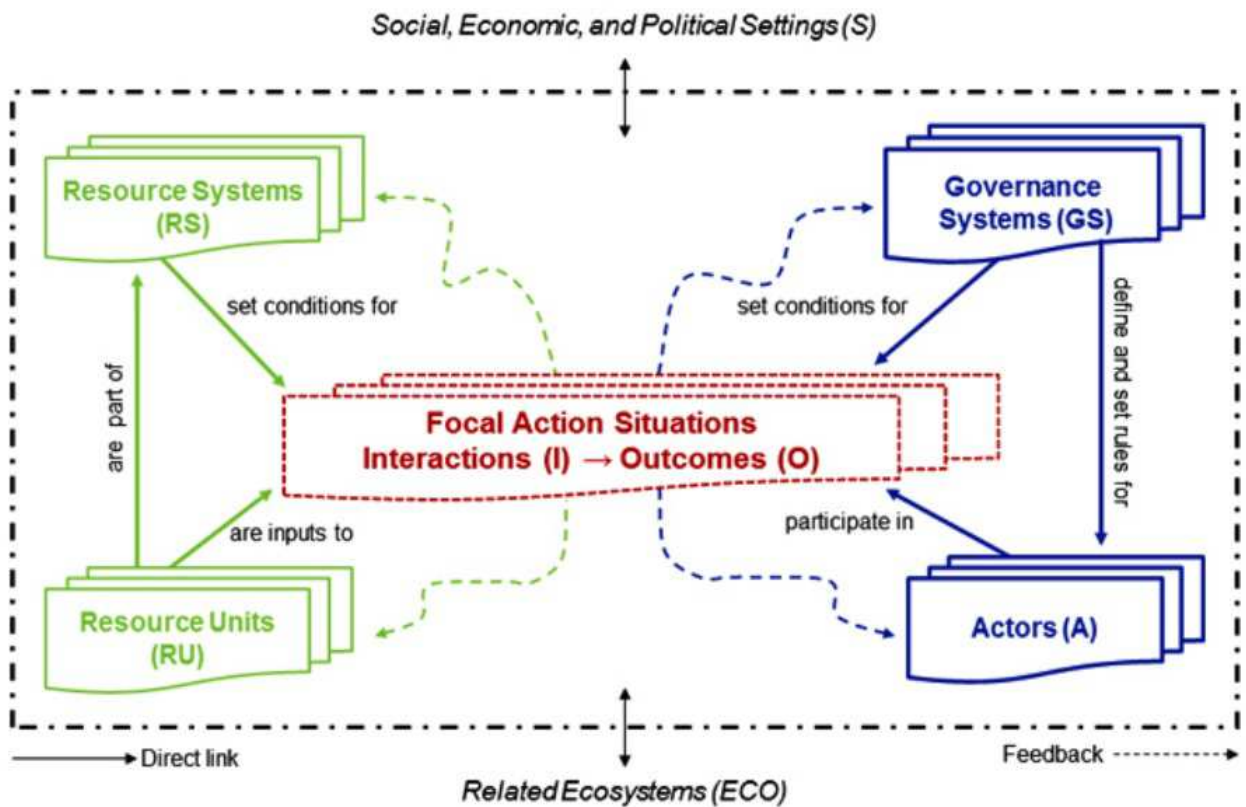 Social, Economic, and Political Settings (S)
Resource Systems
(RS)
Governance
Systems (GS)
set conditions for
set conditions for
are part of
define and set rules for
Focal Action Situations
Interactions (I) → Outcomes (O)
are inputs to
participate in
Resource Units
(RU)
Actors (A)
Direct link
Feedback
Related Ecosystems (ECO)